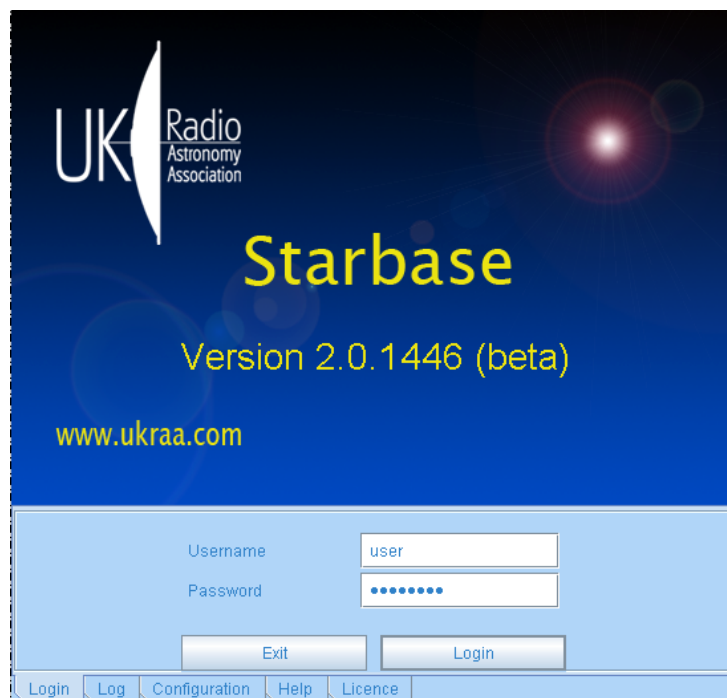 UK Radio
Astronomy
Association
Starbase
Version 2.0.1446 (beta)
www.ukraa.com
Username user
Password ••••••••
Exit Login
Login Log Configuration Help Licence